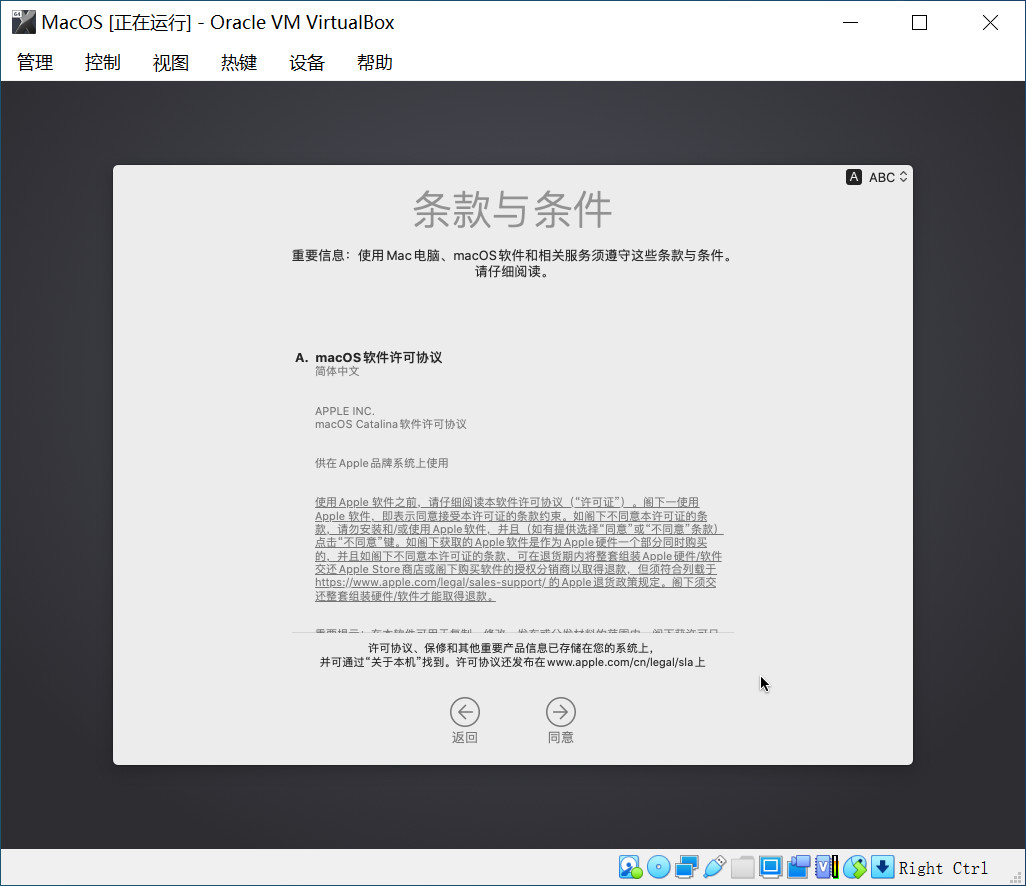 MacOS [正在运行] - Oracle VM VirtualBox
管理 控制 视图 热键 设备 帮助
A ABC
条款与条件
重要信息：使用 Mac 电脑、macOS 软件和相关服务须遵守这些条款与条件。
请仔细阅读。
A. macOS 软件许可协议
简体中文
APPLE INC.
macOS Catalina 软件许可协议
供在 Apple 品牌系统上使用
使用 Apple 软件之前，请仔细阅读本软件许可协议（“许可证”）。阁下一使用
Apple 软件，即表示同意接受本许可证的条款约束。如阁下不同意本许可证的条
款，请勿安装和/或使用 Apple 软件，并且（如有提供选择“同意”或“不同意”条款）
点击“不同意”键。如阁下获取的 Apple 软件是作为 Apple 硬件一个部分同时购买
的，并且如阁下不同意本许可证的条款，可在退货期内将整套组装 Apple 硬件/软件
交还 Apple Store 商店或阁下购买软件的授权分销商以取得退款，但须符合列载于
https://www.apple.com/legal/sales-support/ 的 Apple 退货政策规定。阁下须交
还整套组装硬件/软件才能取得退款。
许可协议、保修和其他重要产品信息已存储在您的系统上，
并可通过“关于本机”找到。许可协议还发布在 www.apple.com/cn/legal/sla 上
返回 同意
Right Ctrl